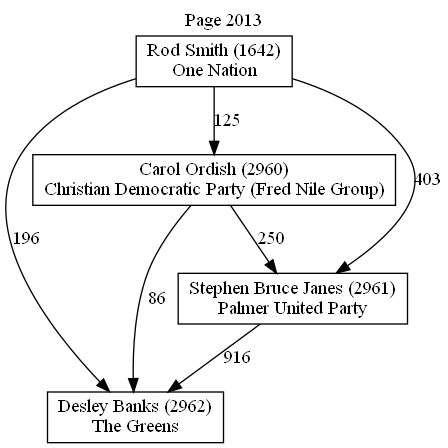 Page 2013
Rod Smith (1642)
One Nation
125
Carol Ordish (2960)
Christian Democratic Party (Fred Nile Group)
403
196
250
86
Stephen Bruce Janes (2961)
Palmer United Party
916
Desley Banks (2962)
The Greens